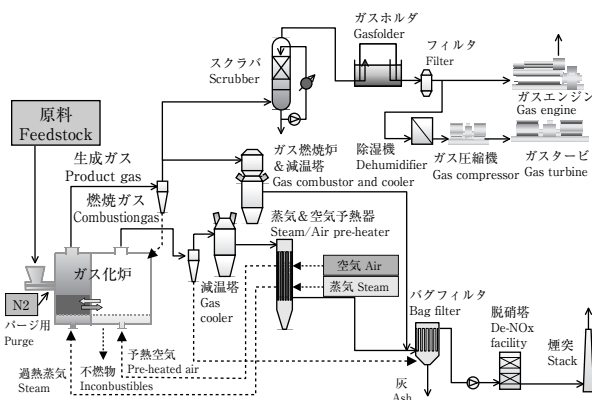 ガスホルダ
Gasfolder
フィルタ
Filter
スクラバ
Scrubber
ガスエンジン
Gas engine
原料
Feedstock
生成ガス
Product gas
燃焼ガス
Combustiongas
ガス燃焼炉
＆減温塔
Gas combustor and cooler
除湿機
Dehumidifier
ガス圧縮機
Gas compressor
ガスタービ
Gas turbine
蒸気＆空気予熱器
Steam/Air pre-heater
ガス化炉
空気 Air
蒸気 Steam
N2
パージ用
Purge
減温塔
Gas
cooler
バグフィルタ
Bag filter
脱硝塔
De-NOx
facility
煙突
Stack
過熱蒸気
Steam
不燃物
Inconbustibles
予熱空気
Pre-heated air
灰
Ash